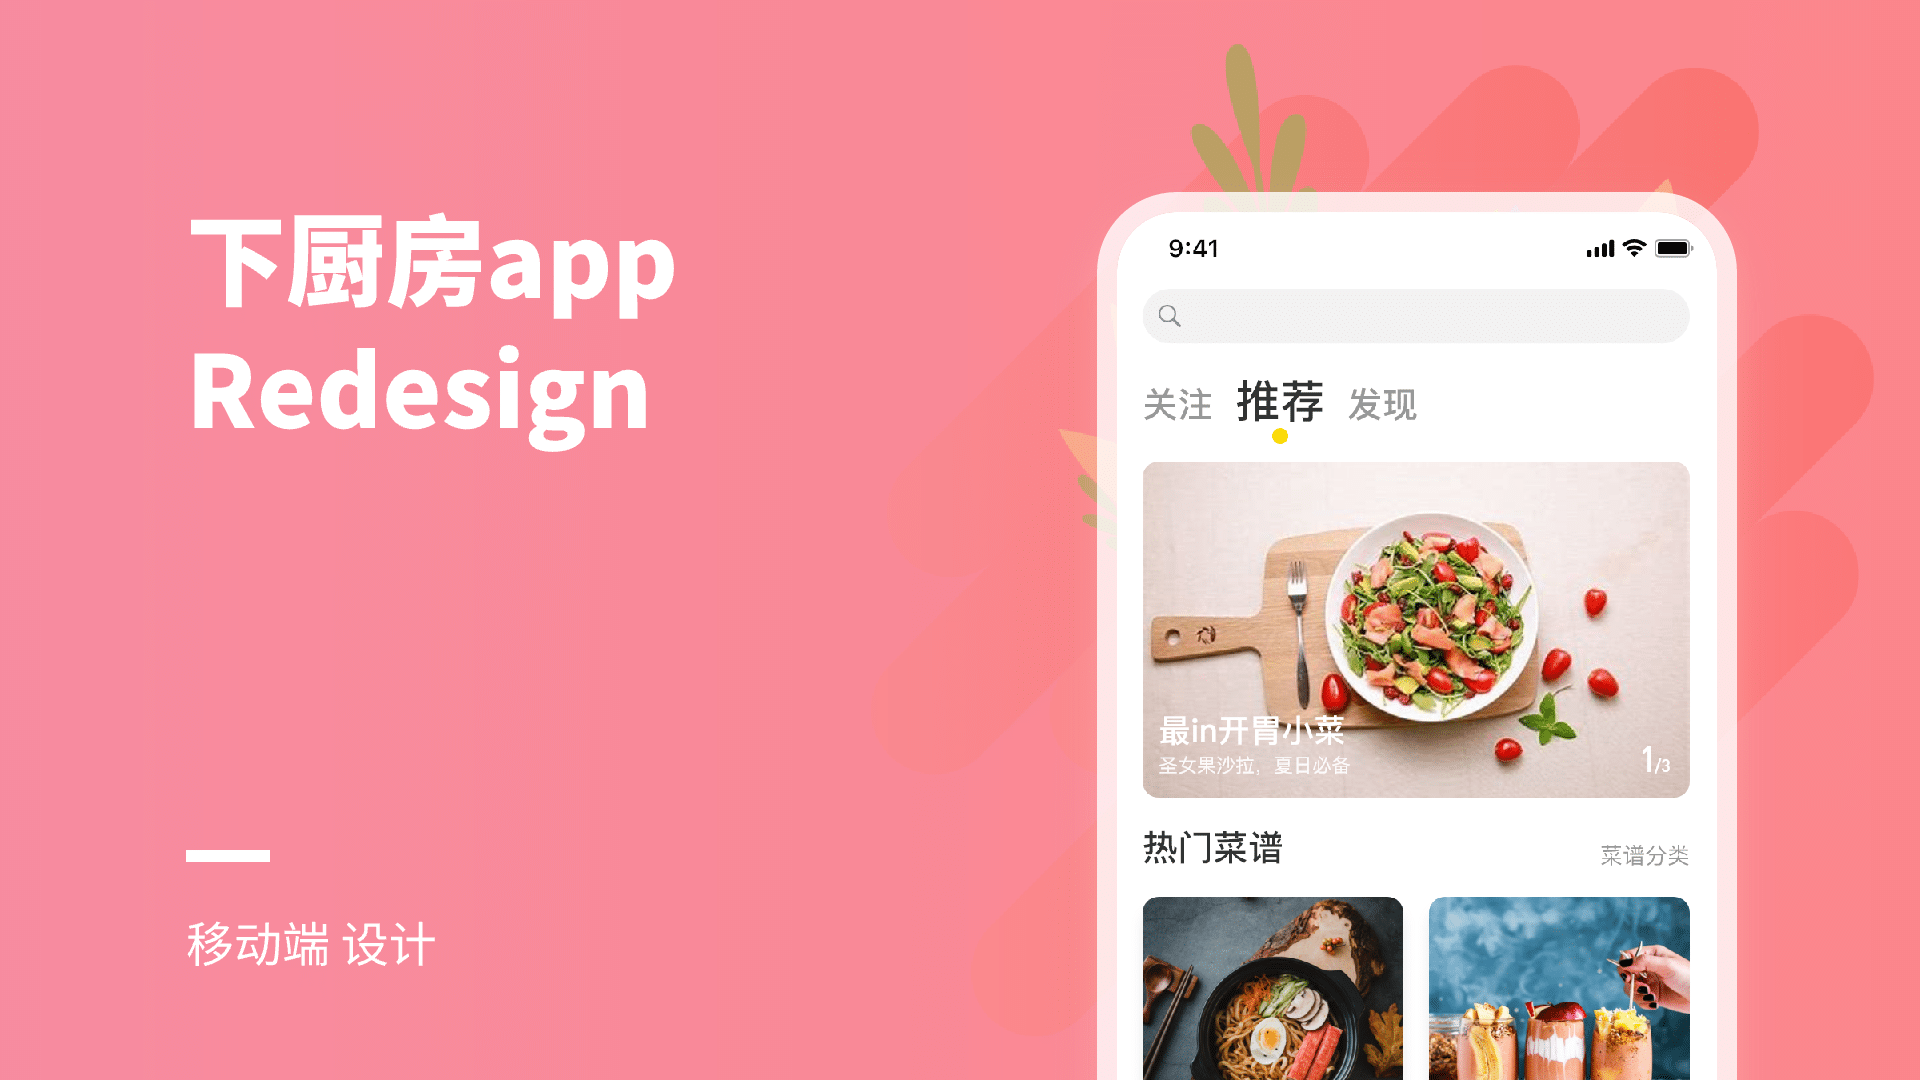 下厨房app
Redesign
移动端 设计
9:41
关注 推荐 发现
最in开胃小菜
圣女果沙拉，夏日必备
1/3
热门菜谱
菜谱分类